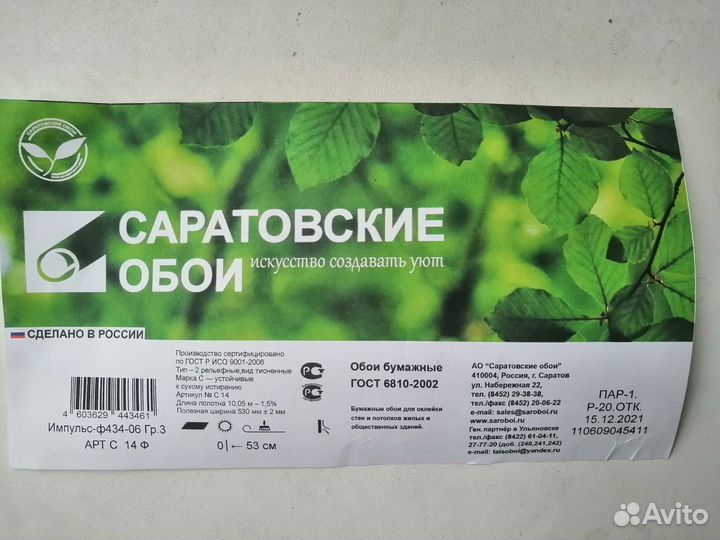 САРАТОВСКИЕ ОБОИ
САРАТОВСКИЕ
ОБОИ
искусство создавать уют
СДЕЛАНО В РОССИИ
4 603629 443461
Импульс-ф434-06 Гр.3
АРТ С 14 Ф
Производство сертифицировано
по ГОСТ Р ИСО 9001-2008
Тип – 2 рельефные,вид тисненные
Марка С – устойчивые
к сухому истиранию
Артикул № С 14
Длина полотна 10,05 м – 1,5%
Полезная ширина 530 мм ± 2 мм
0 53 см
Обои бумажные
ГОСТ 6810-2002
Бумажные обои для оклейки
стен и потолков жилых и
общественных зданий.
АО "Саратовские обои"
410004, Россия, г. Саратов
ул. Набережная 22,
тел. (8452) 29-38-38,
тел./факс (8452) 20-06-22
e-mail: sales@saroboi.ru
www.saroboi.ru
Ген. партнёр в Ульяновске
тел./факс (8422) 61-04-11,
27-77-20 (доб. (240,241,242)
e-mail: taisoboi@yandex.ru
ПАР-1.
Р-20.ОТК.
15.12.2021
110609045411
Avito